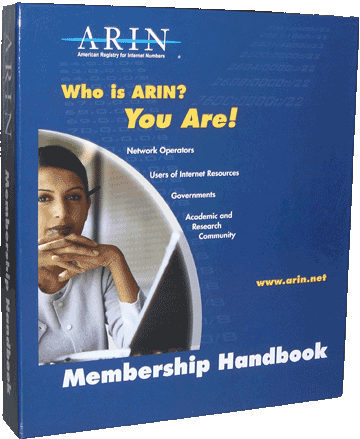 ARIN
American Registry for Internet Numbers
Who is ARIN?
You Are!
Network Operators
Users of Internet Resources
Governments
Academic and
Research
Community
www.arin.net
Membership Handbook
ARIN
Membership Handbook